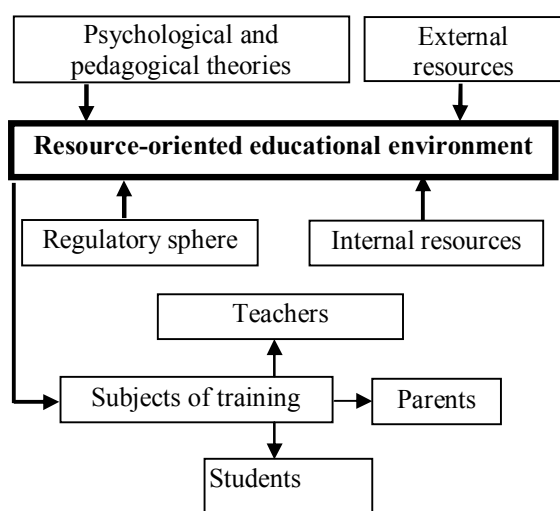 Psychological and
pedagogical theories
External
resources
Resource-oriented educational environment
Regulatory sphere
Internal resources
Teachers
Subjects of training
Parents
Students